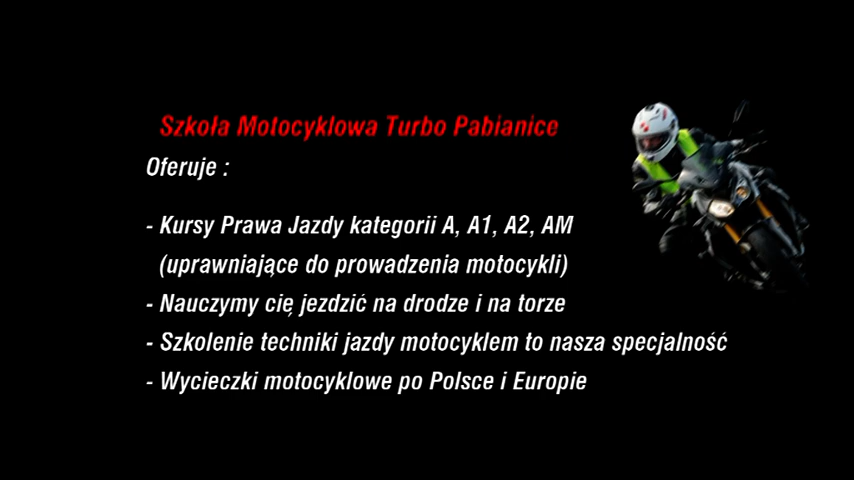 Szkoła Motocyklowa Turbo Pabianice
Oferuje :
- Kursy Prawa Jazdy kategorii A, A1, A2, AM
(uprawniające do prowadzenia motocykli)
- Nauczymy cię jezdzić na drodze i na torze
- Szkolenie techniki jazdy motocyklem to nasza specjalność
- Wycieczki motocyklowe po Polsce i Europie